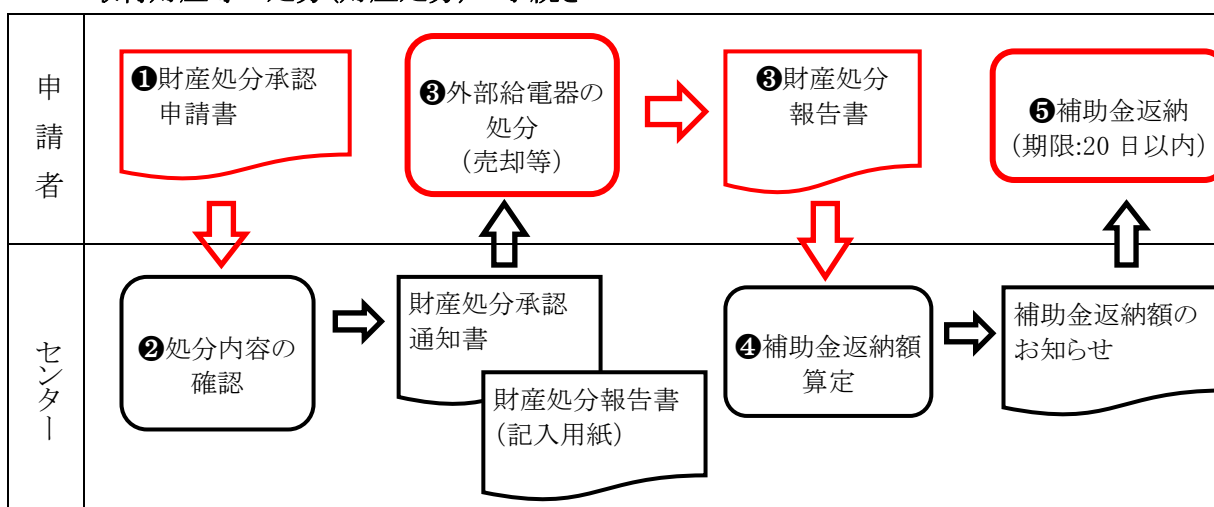 申請者
❶財産処分承認
申請書
❸外部給電器の
処分
(売却等)
❸財産処分
報告書
❺補助金返納
(期限:20 日以内)
センター
❷処分内容の
確認
財産処分承認
通知書
財産処分報告書
(記入用紙)
❹補助金返納額
算定
補助金返納額の
お知らせ